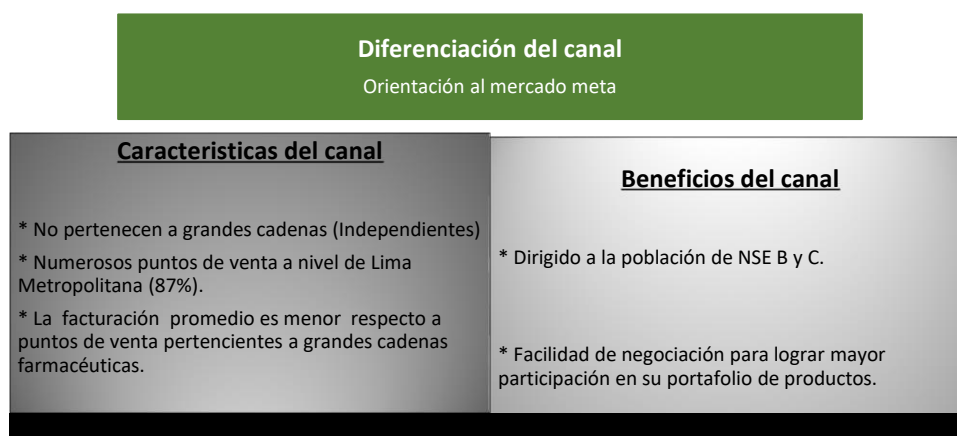 Diferenciación del canal
Orientación al mercado meta
Caracteristicas del canal
* No pertenecen a grandes cadenas (Independientes)
* Numerosos puntos de venta a nivel de Lima
Metropolitana (87%).
* La facturación promedio es menor respecto a
puntos de venta pertencientes a grandes cadenas
farmacéuticas.
Beneficios del canal
* Dirigido a la población de NSE B y C.
* Facilidad de negociación para lograr mayor
participación en su portafolio de productos.